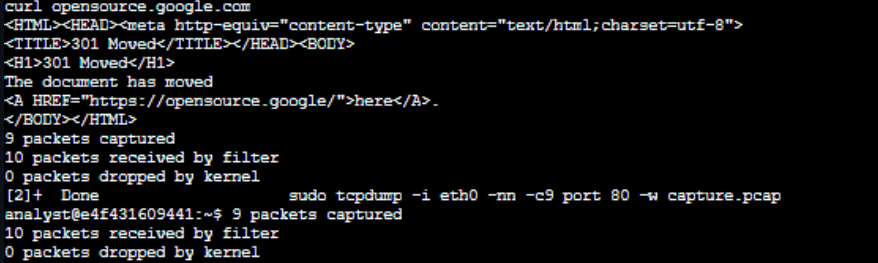 curl opensource.google.com
<HTML><HEAD><meta http-equiv="content-type" content="text/html;charset=utf-8">
<TITLE>301 Moved</TITLE></HEAD><BODY>
<H1>301 Moved</H1>
The document has moved
<A HREF="https://opensource.google/">here</A>.
</BODY></HTML>
9 packets captured
10 packets received by filter
0 packets dropped by kernel
[2]+  Done                    sudo tcpdump -i eth0 -nn -c9 port 80 -w capture.pcap
analyst@e4f431609441:~$ 9 packets captured
10 packets received by filter
0 packets dropped by kernel